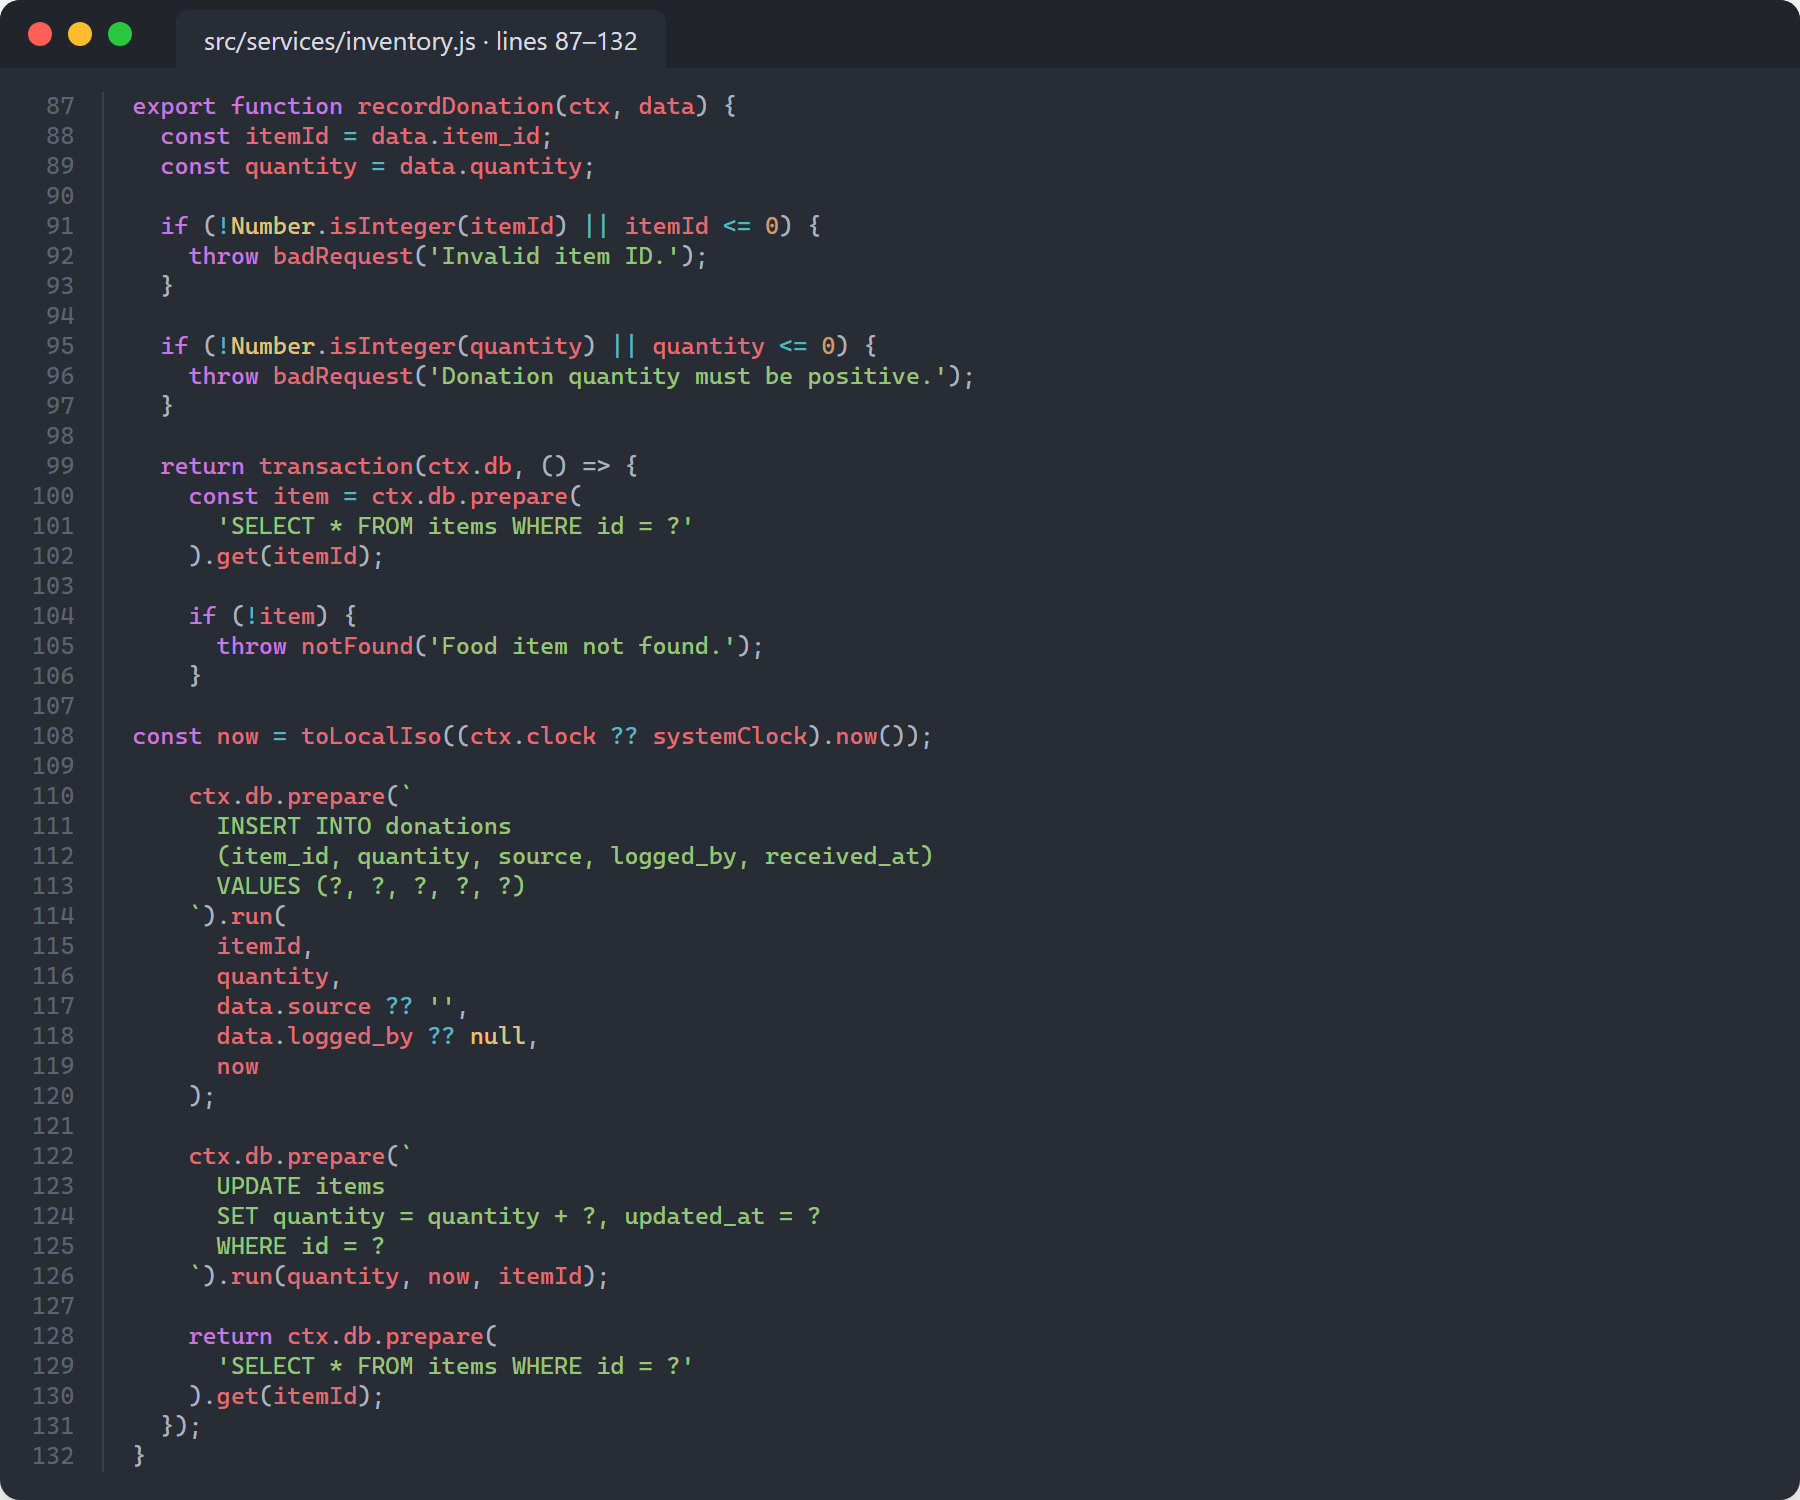 src/services/inventory.js · lines 87–132
87 export function recordDonation(ctx, data) {
88   const itemId = data.item_id;
89   const quantity = data.quantity;
90
91   if (!Number.isInteger(itemId) || itemId <= 0) {
92     throw badRequest('Invalid item ID.');
93   }
94
95   if (!Number.isInteger(quantity) || quantity <= 0) {
96     throw badRequest('Donation quantity must be positive.');
97   }
98
99   return transaction(ctx.db, () => {
100     const item = ctx.db.prepare(
101       'SELECT * FROM items WHERE id = ?'
102     ).get(itemId);
103
104     if (!item) {
105       throw notFound('Food item not found.');
106     }
107
108 const now = toLocalIso((ctx.clock ?? systemClock).now());
109
110     ctx.db.prepare(`
111       INSERT INTO donations
112       (item_id, quantity, source, logged_by, received_at)
113       VALUES (?, ?, ?, ?, ?)
114     `).run(
115       itemId,
116       quantity,
117       data.source ?? '',
118       data.logged_by ?? null,
119       now
120     );
121
122     ctx.db.prepare(`
123       UPDATE items
124       SET quantity = quantity + ?, updated_at = ?
125       WHERE id = ?
126     `).run(quantity, now, itemId);
127
128     return ctx.db.prepare(
129       'SELECT * FROM items WHERE id = ?'
130     ).get(itemId);
131   });
132 }